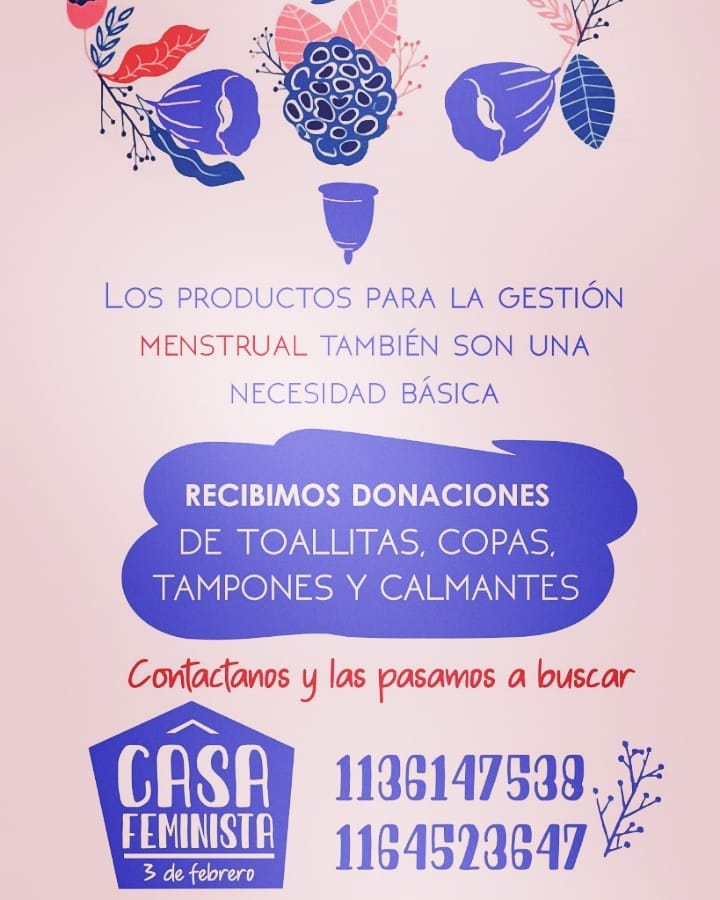 LOS PRODUCTOS PARA LA GESTIÓN
MENSTRUAL TAMBIÉN SON UNA
NECESIDAD BÁSICA
RECIBIMOS DONACIONES
DE TOALLITAS, COPAS,
TAMPONES Y CALMANTES
Contactanos y las pasamos a buscar
CASA
FEMINISTA
3 de febrero
1136147538
1164523647